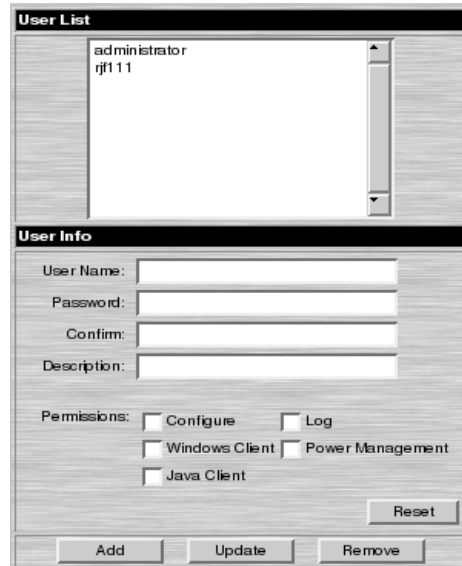 User List
administrator
rjf111
User Info
User Name:
Password:
Confirm:
Description:
Permissions: Configure Log
Windows Client Power Management
Java Client
Reset
Add Update Remove